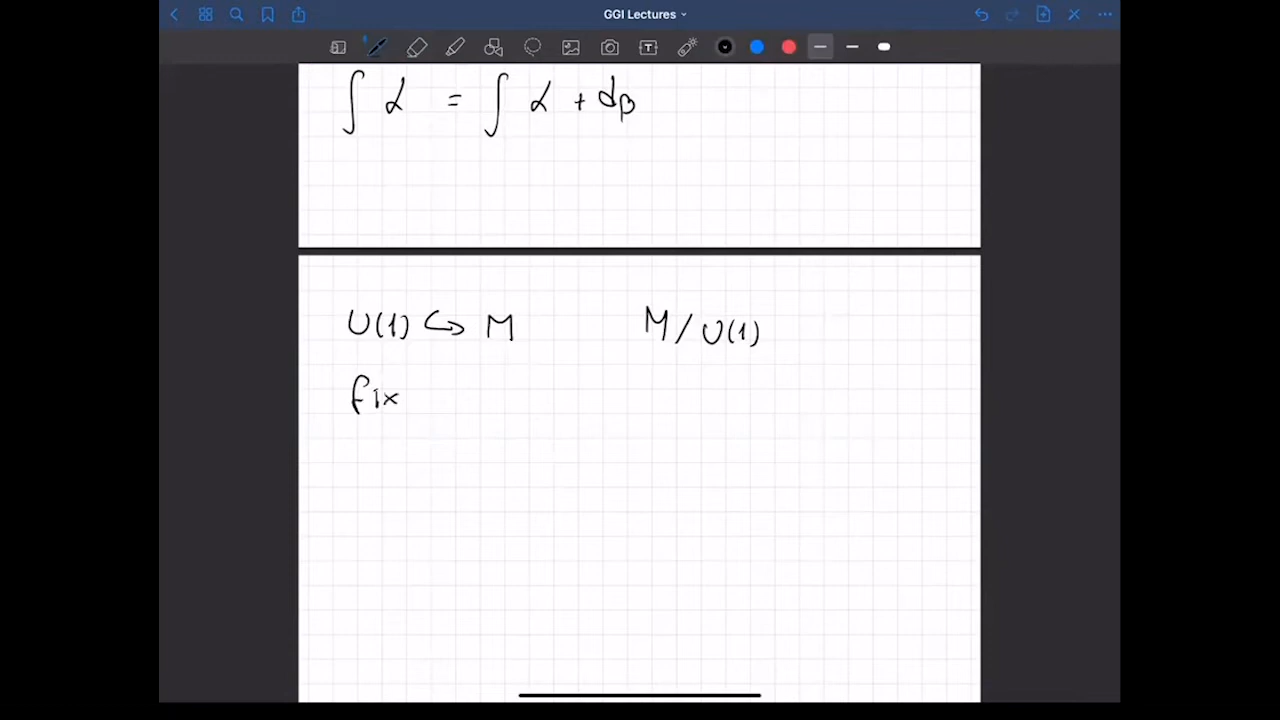 GGI Lectures
∫ α = ∫ α + dβ
U(1) ↪ M M / U(1)
fix